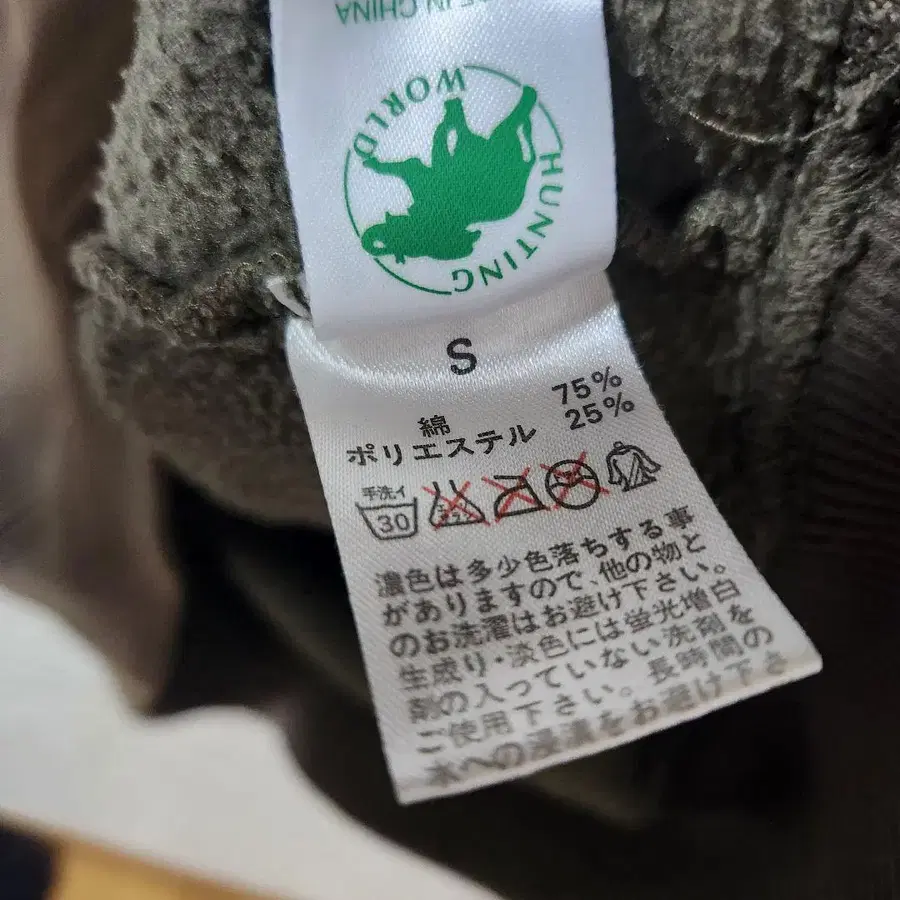 IN CHINA
HUNTING WORLD
S
綿 75%
ポリエステル 25%
手洗イ
30
濃色は多少色落ちする事
がありますので、他の物と
のお洗濯はお避け下さい。
生成り・淡色には蛍光増白
剤の入っていない洗剤を
ご使用下さい。長時間の
水への浸漬をお避け下さ